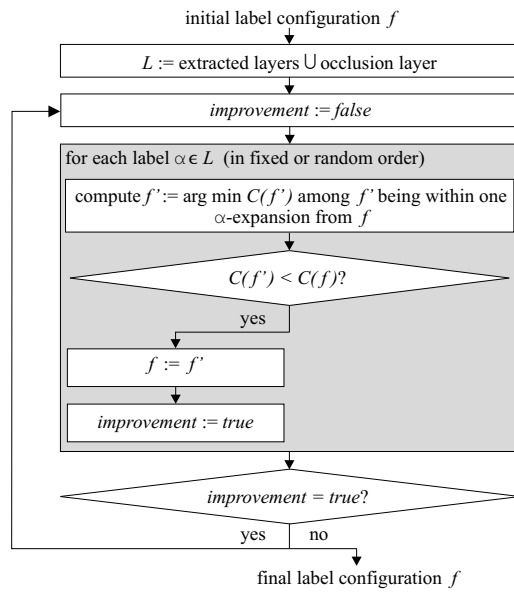 initial label configuration f
L := extracted layers ∪ occlusion layer
improvement := false
for each label α ϵ L (in fixed or random order)
compute f’:= arg min C(f’) among f’ being within one
α-expansion from f
C(f’) < C(f)?
yes
f := f’
improvement := true
improvement = true?
yes no
final label configuration f